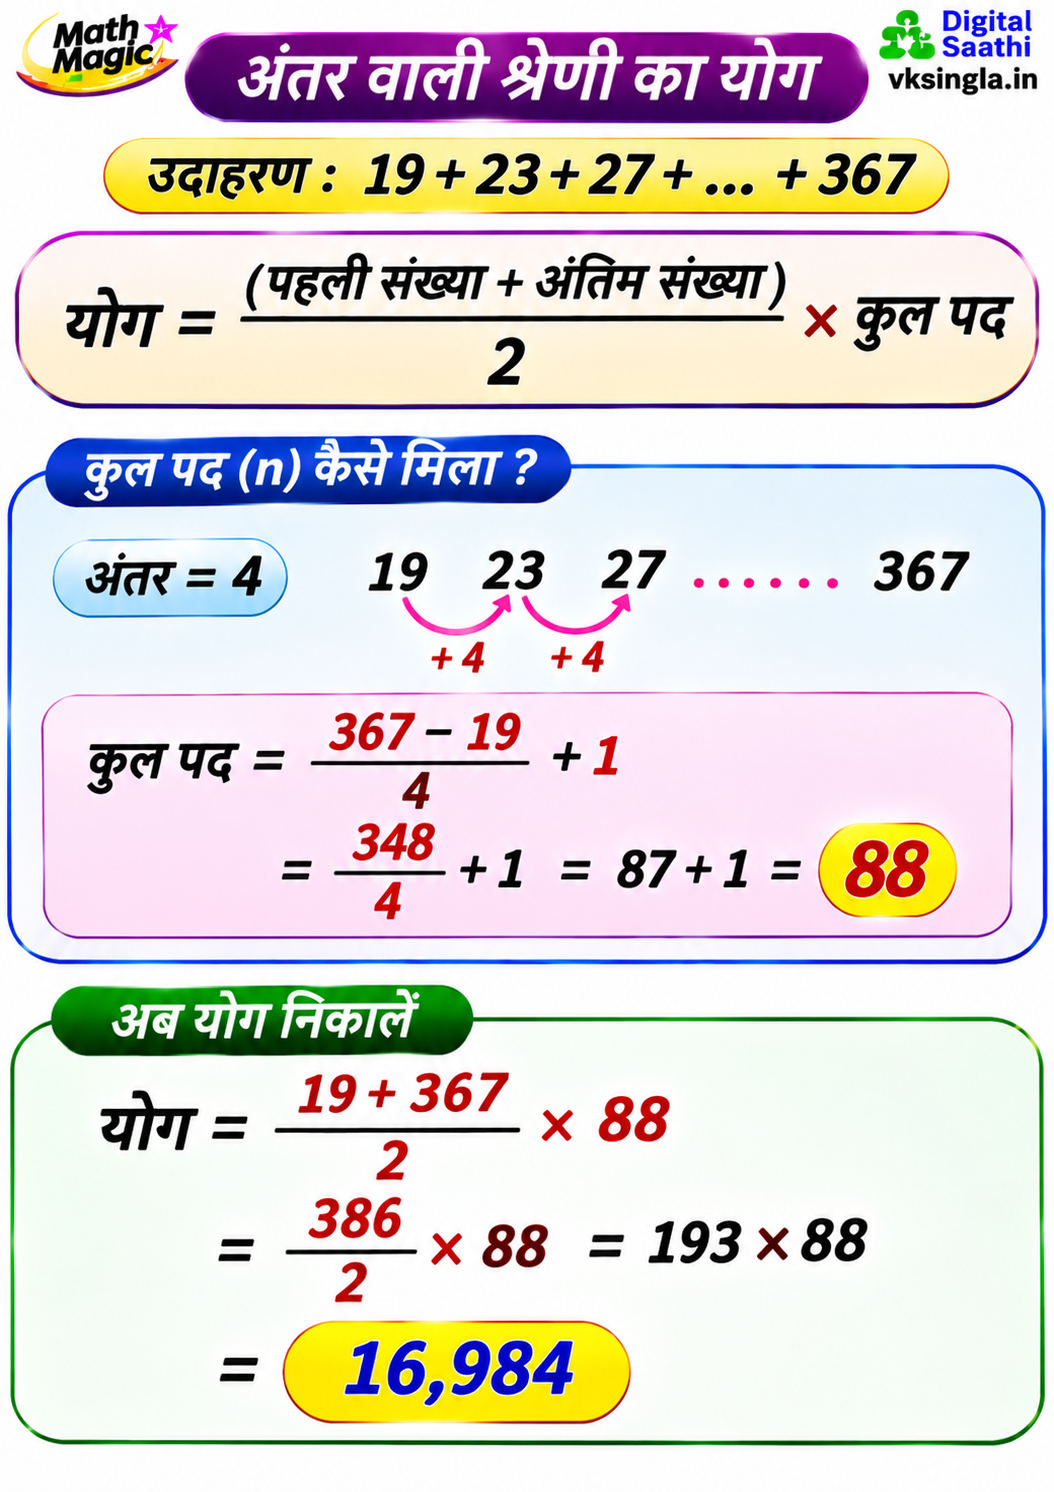 Math
Magic
Digital
Saathi
vksingla.in
अंतर वाली श्रेणी का योग
उदाहरण : 19 + 23 + 27 + ... + 367
योग = (पहली संख्या + अंतिम संख्या) / 2 × कुल पद
कुल पद (n) कैसे मिला ?
अंतर = 4 19 23 27 ...... 367
+ 4 + 4
कुल पद = 367 − 19 / 4 + 1
= 348 / 4 + 1 = 87 + 1 = 88
अब योग निकालें
योग = 19 + 367 / 2 × 88
= 386 / 2 × 88 = 193 × 88
= 16,984